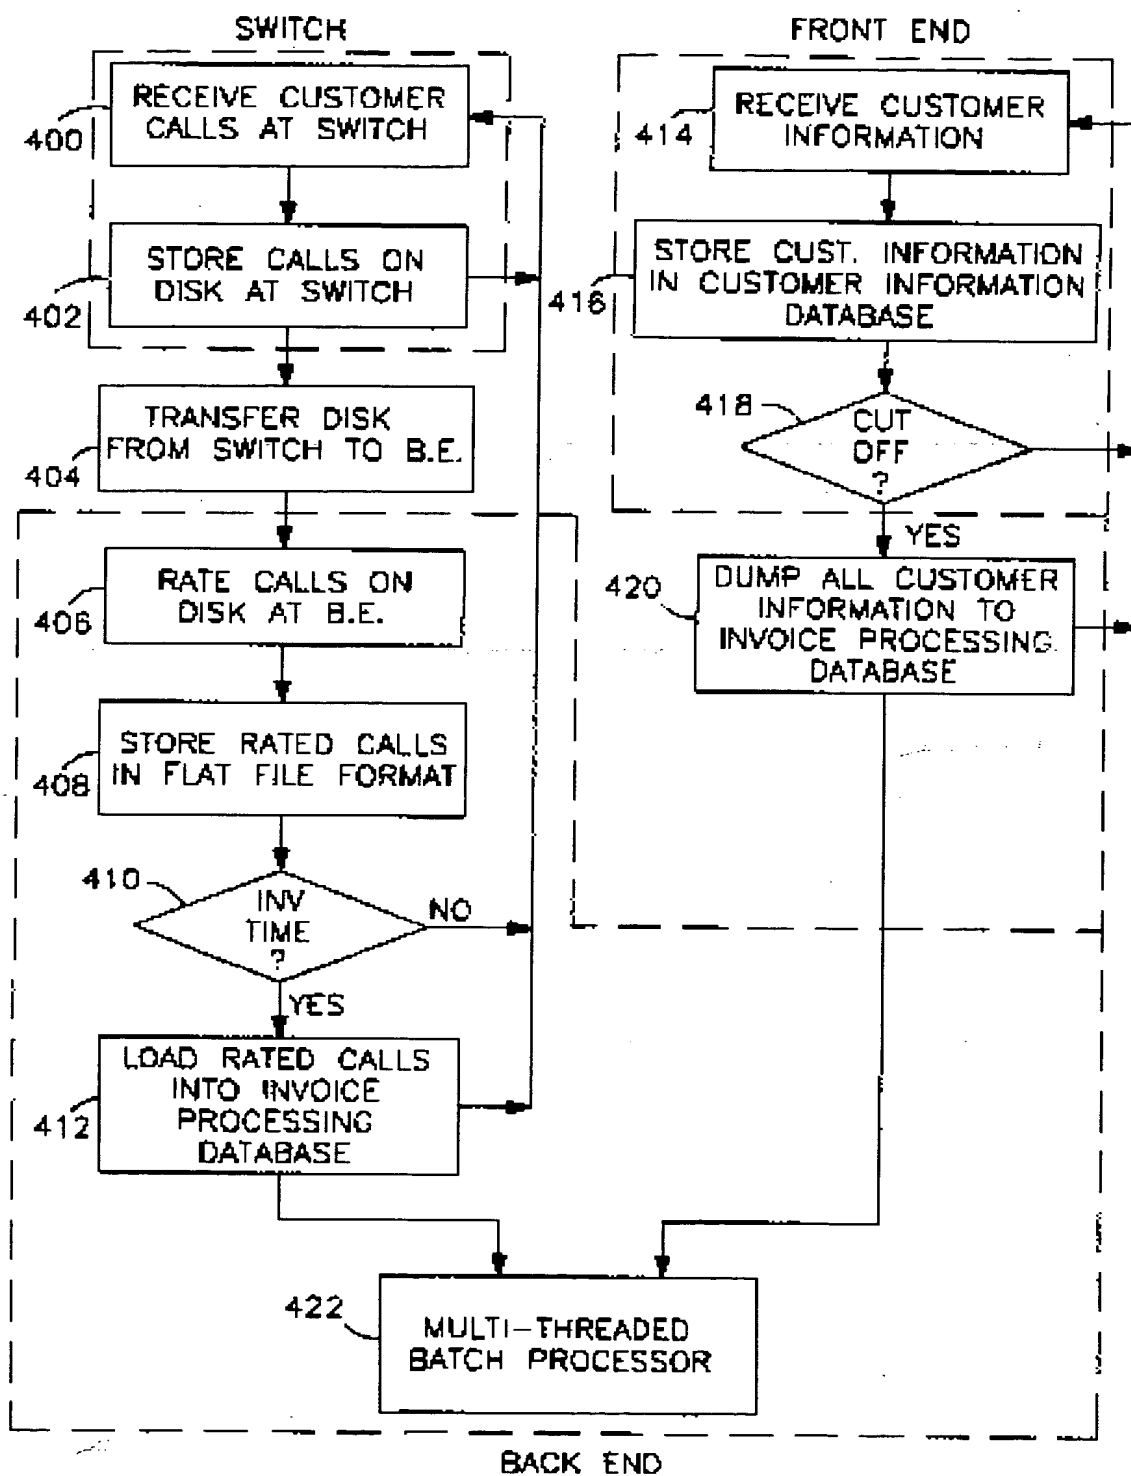 SWITCH
400
RECEIVE CUSTOMER
CALLS AT SWITCH
402
STORE CALLS ON
DISK AT SWITCH
404
TRANSFER DISK
FROM SWITCH TO B.E.
406
RATE CALLS ON
DISK AT B.E.
408
STORE RATED CALLS
IN FLAT FILE FORMAT
410
INV
TIME
?
NO
YES
412
LOAD RATED CALLS
INTO INVOICE
PROCESSING
DATABASE
FRONT END
414
RECEIVE CUSTOMER
INFORMATION
416
STORE CUST. INFORMATION
IN CUSTOMER INFORMATION
DATABASE
418
CUT
OFF
?
YES
420
DUMP ALL CUSTOMER
INFORMATION TO
INVOICE PROCESSING
DATABASE
422
MULTI-THREADED
BATCH PROCESSOR
BACK END